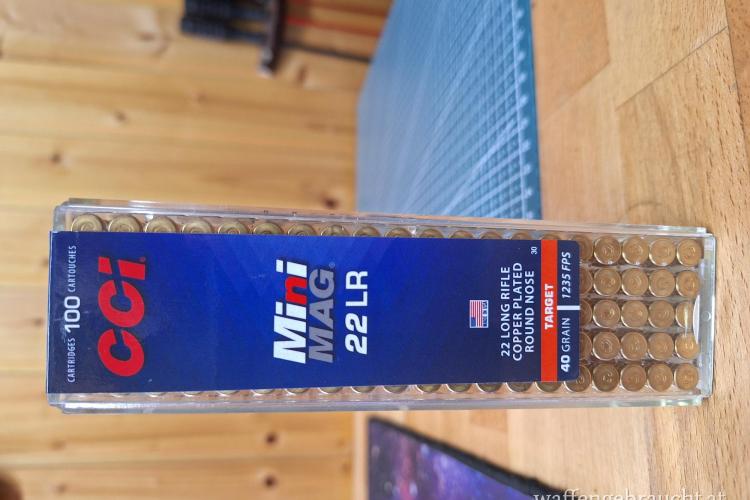 CARTRIDGES 100 CARTOUCHES
CCI
Mini
MAG®
22 LR
22 LONG RIFLE
COPPER PLATED
ROUND NOSE
30
TARGET
40 GRAIN 1235 FPS
waffengebraucht.at